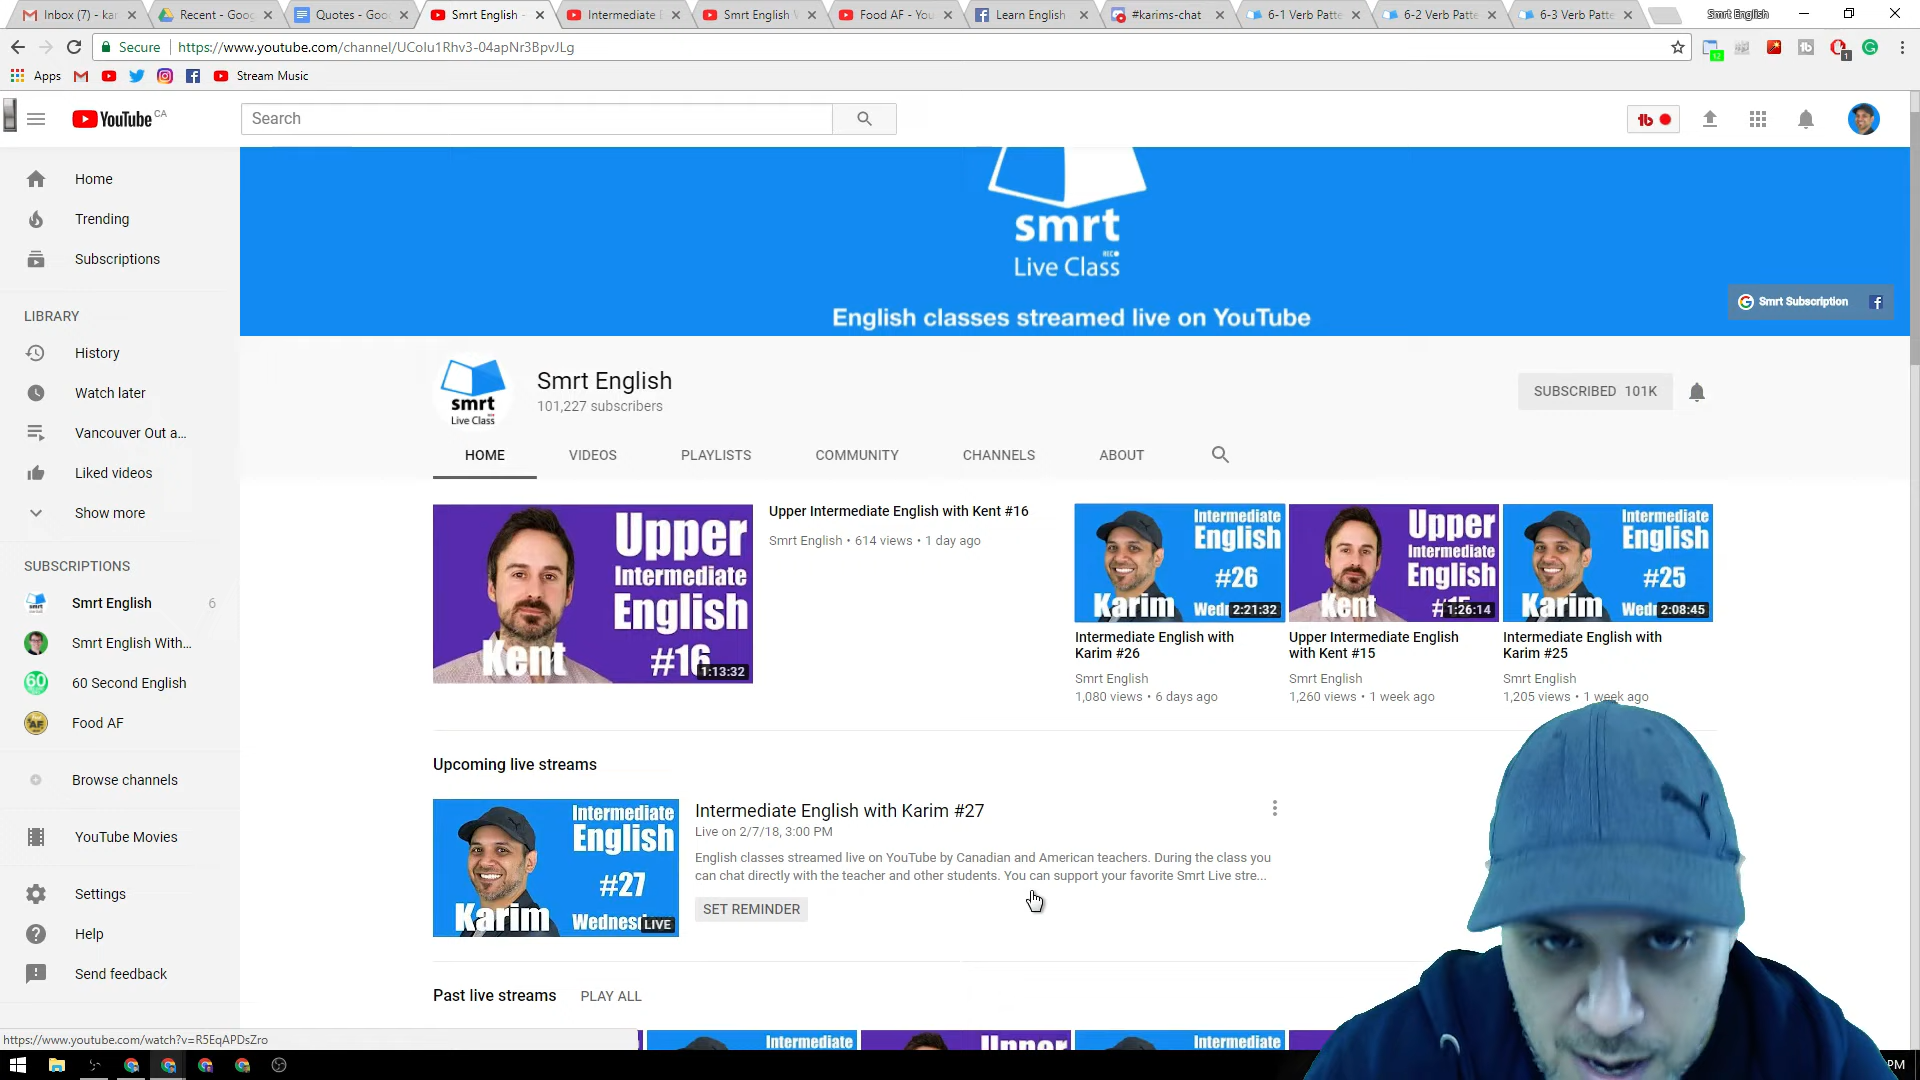 Inbox (7) - kar
Recent - Goog
Quotes - Goo
Smrt English -
Intermediate E
Smrt English W
Food AF - You
Learn English
#karims-chat
6-1 Verb Patte
6-2 Verb Patte
6-3 Verb Patte
Smrt English
Secure
https://www.youtube.com/channel/UCoIu1Rhv3-04apNr3BpvJLg
Apps
Stream Music
YouTube CA
Search
Home
Trending
Subscriptions
LIBRARY
History
Watch later
Vancouver Out a...
Liked videos
Show more
SUBSCRIPTIONS
Smrt English 6
Smrt English With...
60 Second English
Food AF
Browse channels
YouTube Movies
Settings
Help
Send feedback
https://www.youtube.com/watch?v=R5EqAPDsZro
smrt
Live Class
English classes streamed live on YouTube
Smrt Subscription
smrt
Live Class
Smrt English
101,227 subscribers
SUBSCRIBED 101K
HOME
VIDEOS
PLAYLISTS
COMMUNITY
CHANNELS
ABOUT
Upper
Intermediate
English
Kent #16
1:13:32
Upper Intermediate English with Kent #16
Smrt English • 614 views • 1 day ago
Intermediate
English
#26
Karim Wedn
2:21:32
Intermediate English with
Karim #26
Smrt English
1,080 views • 6 days ago
Upper
Intermediate
English
Kent
1:26:14
Upper Intermediate English
with Kent #15
Smrt English
1,260 views • 1 week ago
Intermediate
English
#25
Karim
2:08:45
Intermediate English with
Karim #25
Smrt English
1,205 views • 1 week ago
Upcoming live streams
Intermediate
English
#27
Karim Wednes
LIVE
Intermediate English with Karim #27
Live on 2/7/18, 3:00 PM
English classes streamed live on YouTube by Canadian and American teachers. During the class you
can chat directly with the teacher and other students. You can support your favorite Smrt Live stre...
SET REMINDER
Past live streams PLAY ALL
Intermediate
Upper
Intermediate
PM